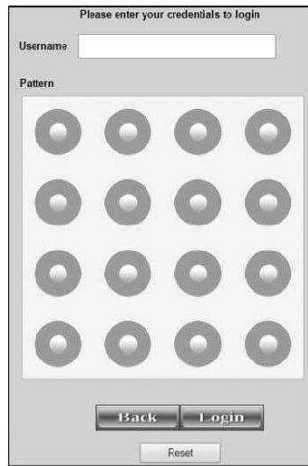 Please enter your credentials to login
Username
Pattern
Back Login
Reset